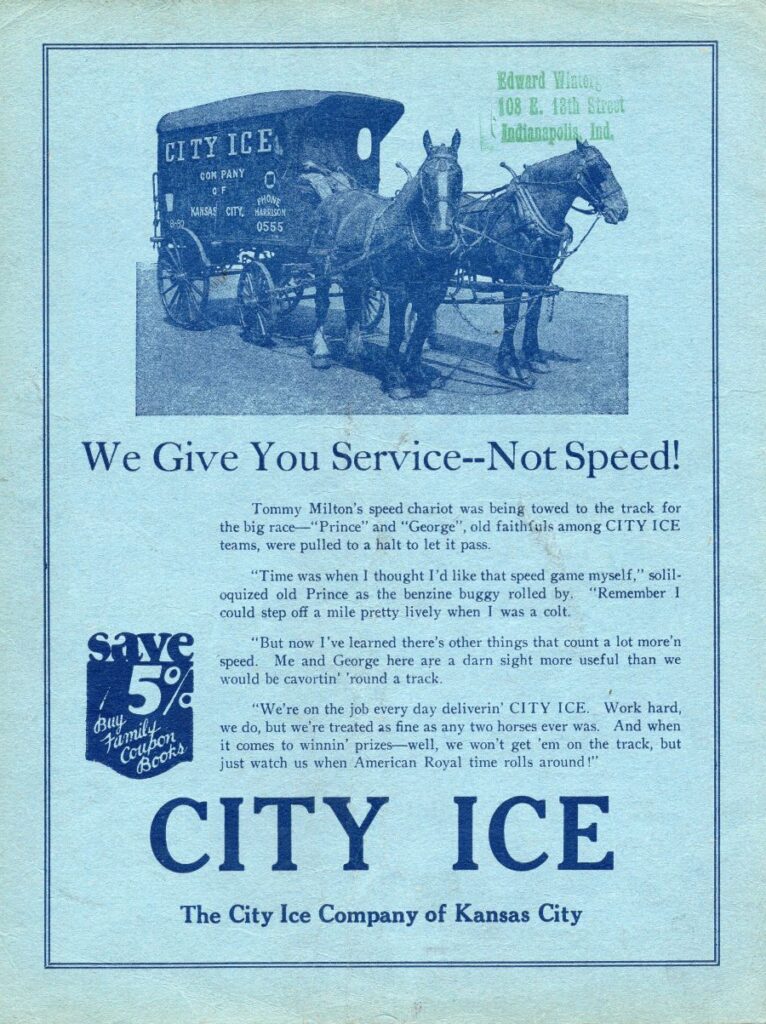 Edward
108 E. 18th Street
Indianapolis, Ind.
CITY ICE
COMPANY
OF
KANSAS CITY.
PHONE
HARRISON
0555
We Give You Service--Not Speed!
Tommy Milton's speed chariot was being towed to the track for
the big race—"Prince" and "George", old faithfuls among CITY ICE
teams, were pulled to a halt to let it pass.
"Time was when I thought I'd like that speed game myself," solil-
oquized old Prince as the benzine buggy rolled by. "Remember I
could step off a mile pretty lively when I was a colt.
"But now I've learned there's other things that count a lot more'n
speed. Me and George here are a darn sight more useful than we
would be cavortin' 'round a track.
"We're on the job every day deliverin' CITY ICE. Work hard,
we do, but we're treated as fine as any two horses ever was. And when
it comes to winnin' prizes—well, we won't get 'em on the track, but
just watch us when American Royal time rolls around!"
save
5%
Buy
Family
Coupon
Books
CITY ICE
The City Ice Company of Kansas City